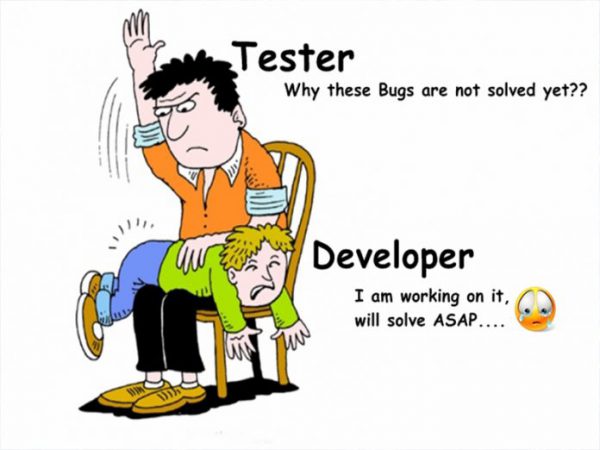 Tester
Why these Bugs are not solved yet??
Developer
I am working on it,
will solve ASAP....